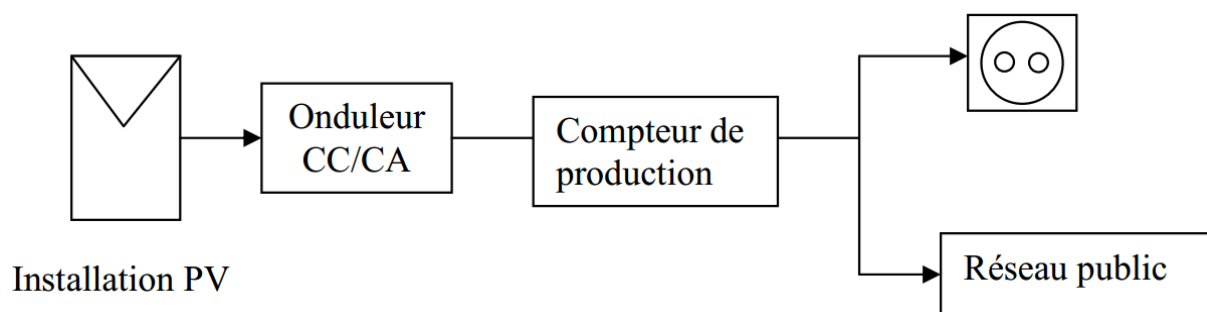 Onduleur
CC/CA
Compteur de
production
Réseau public
Installation PV